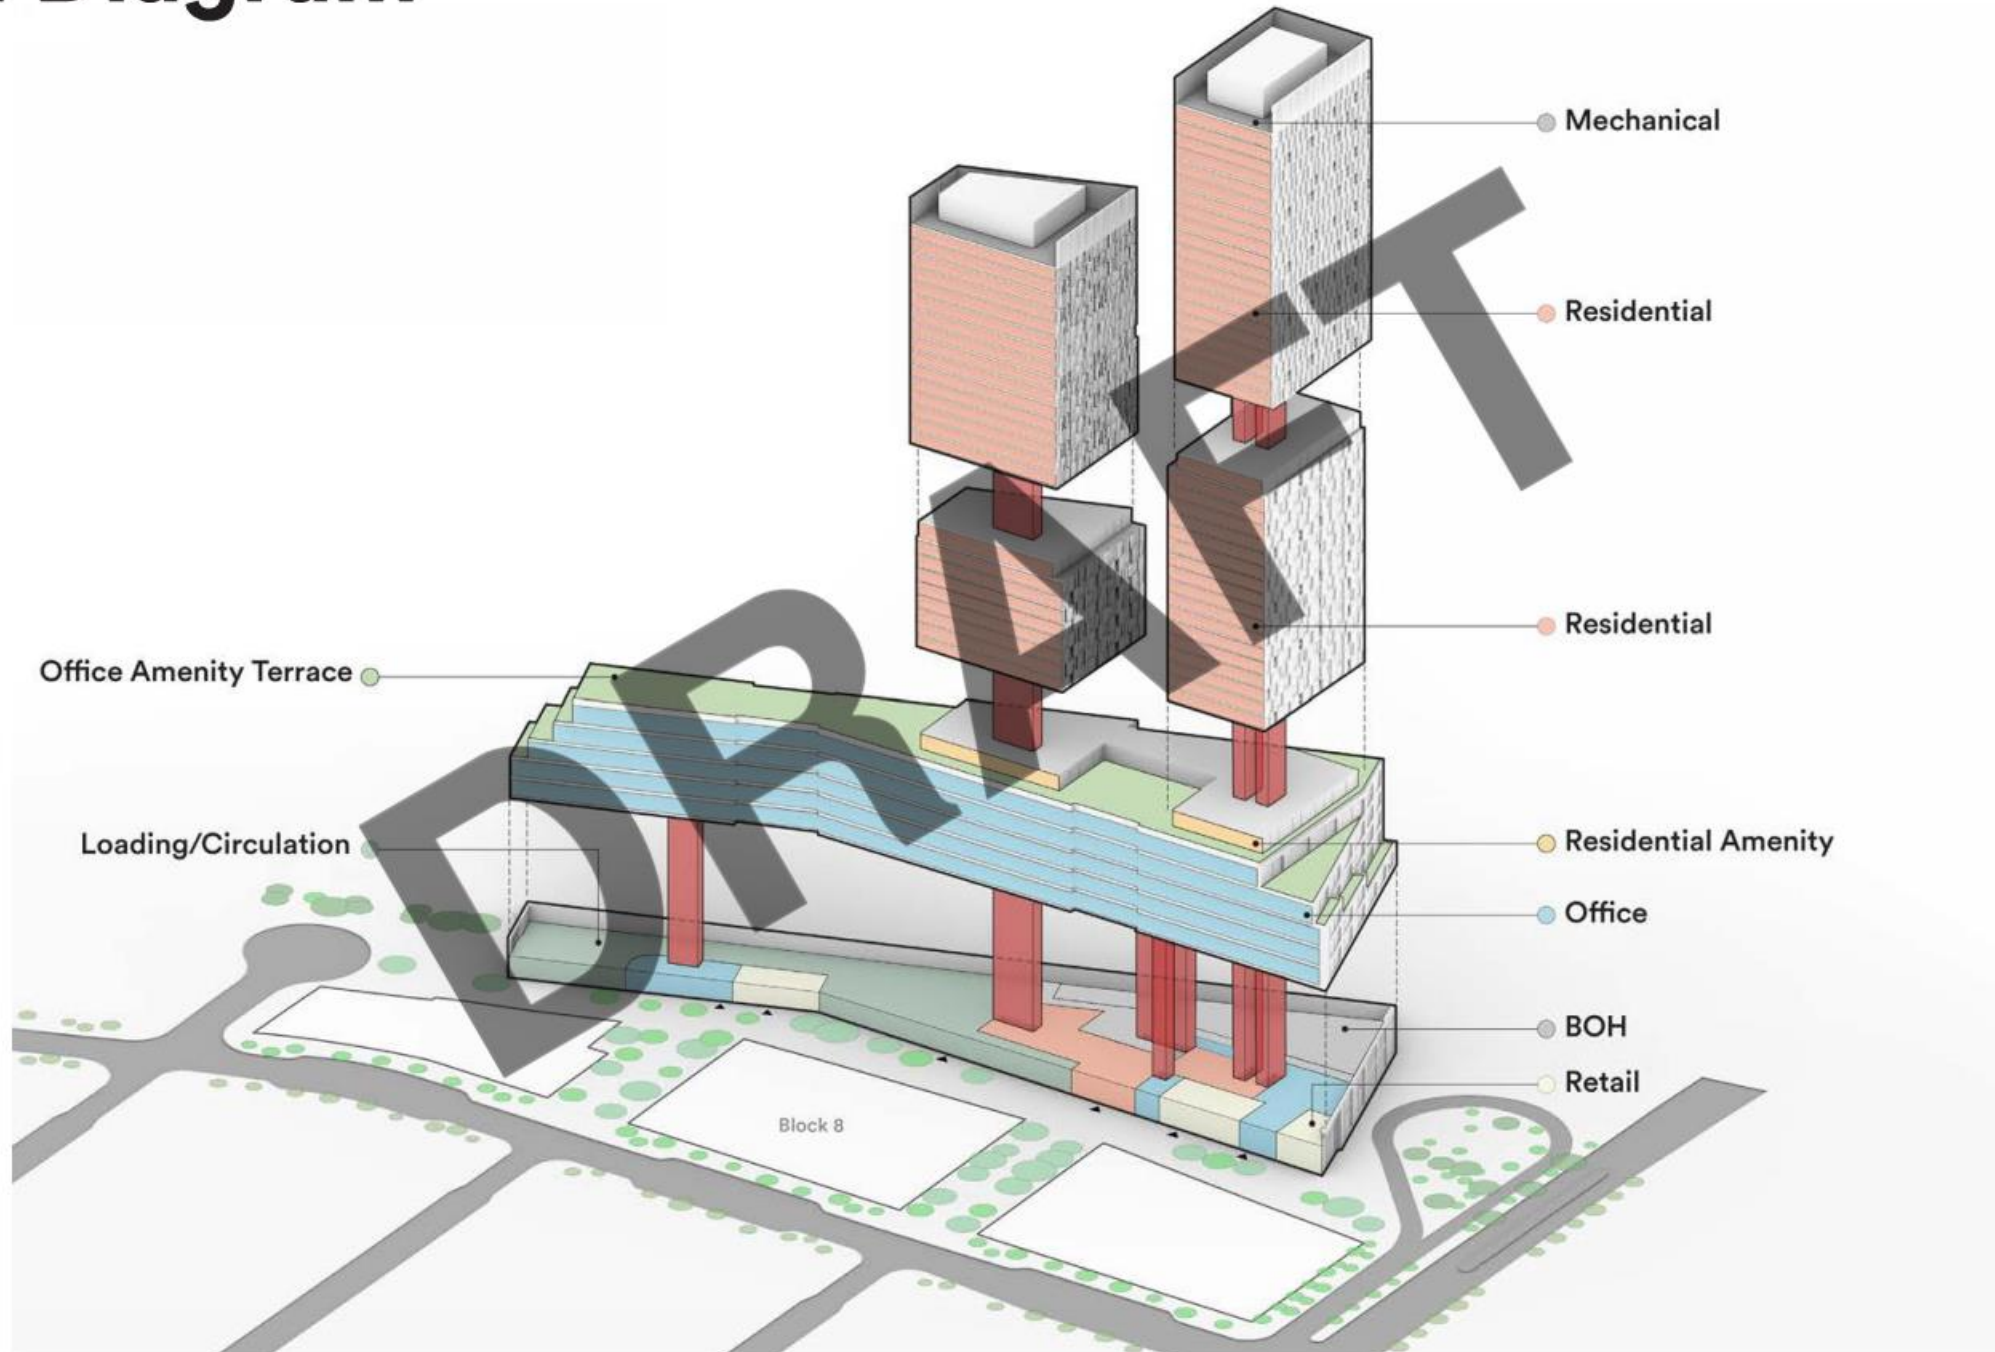 Diagram
Mechanical
Residential
Residential
Office Amenity Terrace
Loading/Circulation
Residential Amenity
Office
BOH
Retail
Block 8
DRAFT